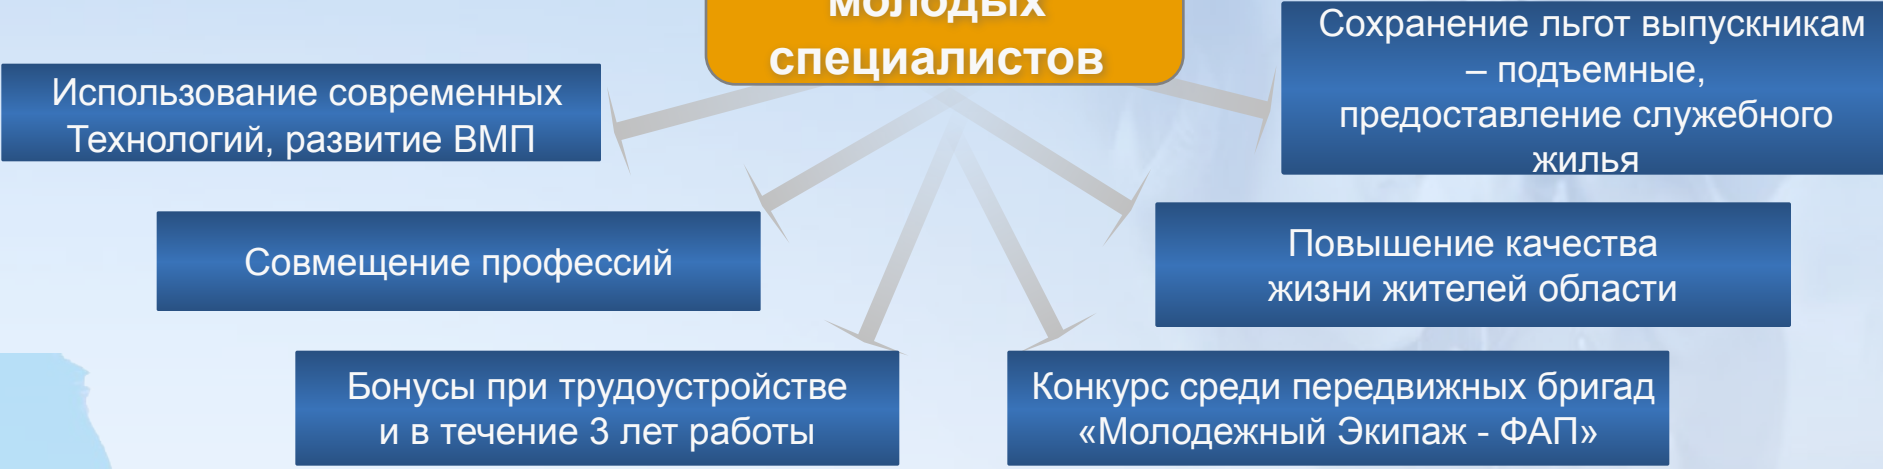 молодых
специалистов
Сохранение льгот выпускникам
– подъемные,
предоставление служебного
жилья
Использование современных
Технологий, развитие ВМП
Совмещение профессий
Повышение качества
жизни жителей области
Бонусы при трудоустройстве
и в течение 3 лет работы
Конкурс среди передвижных бригад
«Молодежный Экипаж - ФАП»